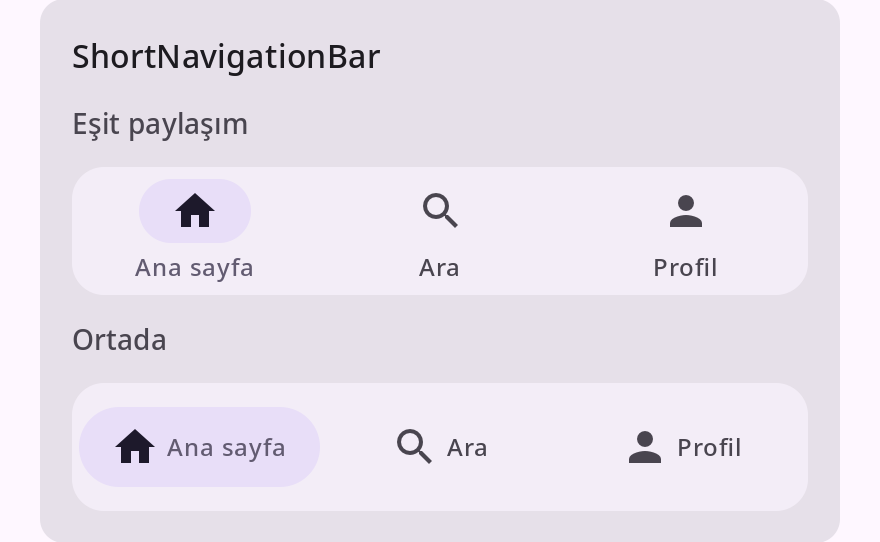 ShortNavigationBar
Eşit paylaşım
Ana sayfa Ara Profil
Ortada
Ana sayfa Ara Profil